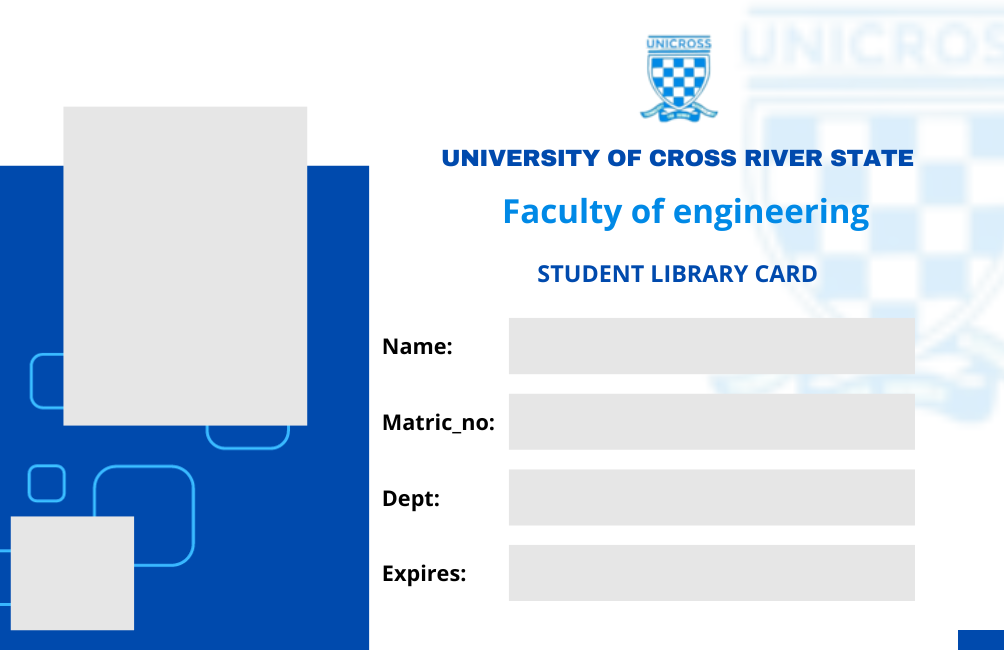 UNICROSS
UNICROSS
UNIVERSITY OF CROSS RIVER STATE
Faculty of engineering
STUDENT LIBRARY CARD
Name:
Matric_no:
Dept:
Expires: